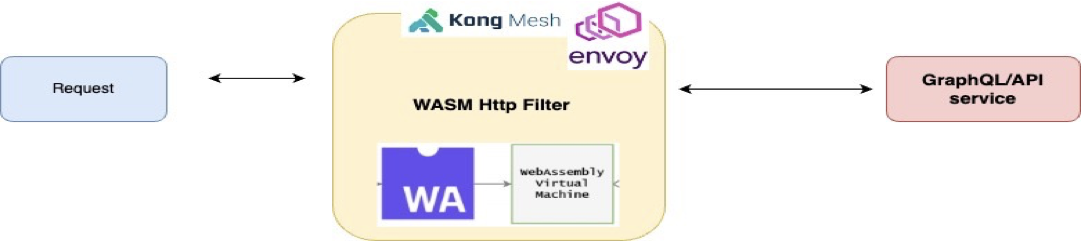 Kong Mesh
envoy
Request
WASM Http Filter
GraphQL/API
service
WA
WebAssembly
Virtual
Machine